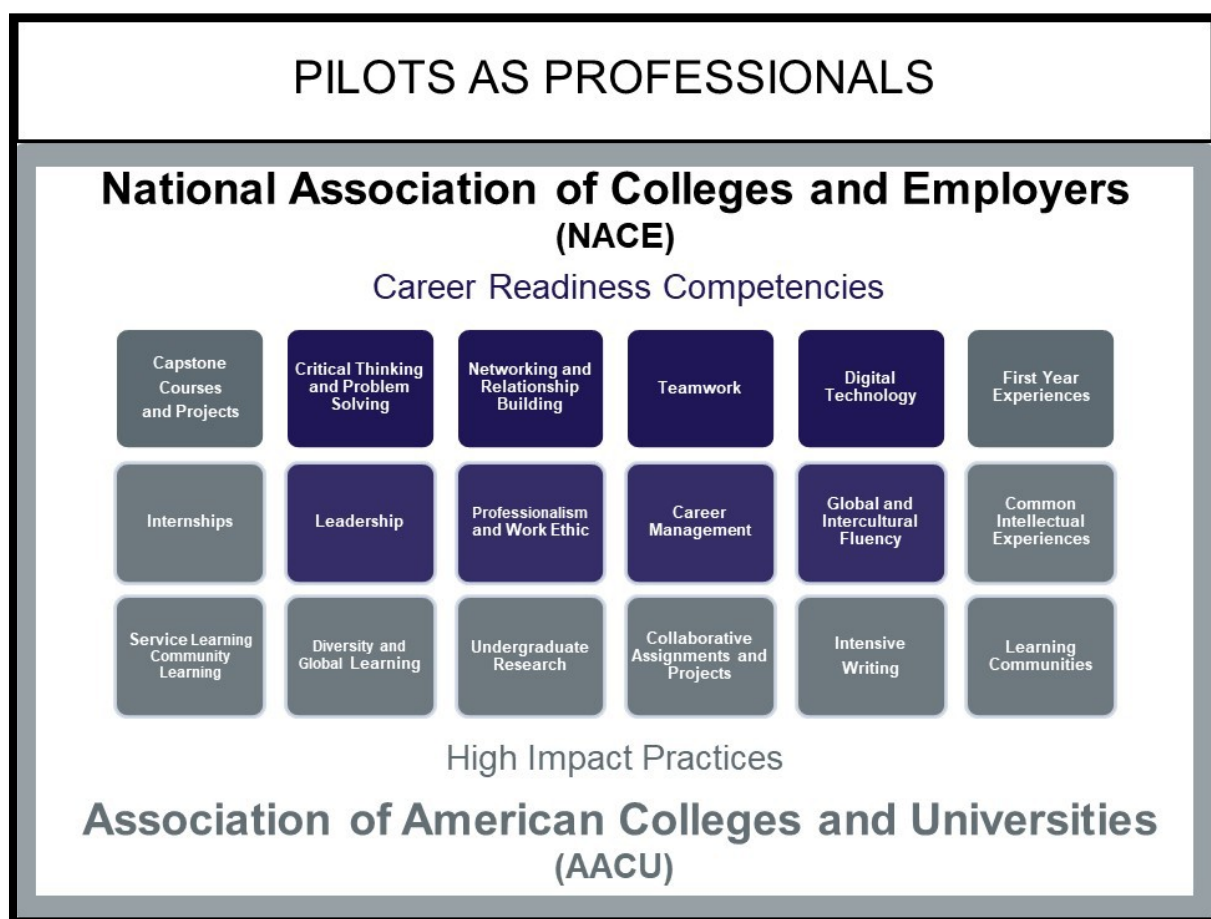 PILOTS AS PROFESSIONALS
National Association of Colleges and Employers
(NACE)
Career Readiness Competencies
Capstone
Courses
and Projects
Critical Thinking
and Problem
Solving
Networking and
Relationship
Building
Teamwork
Digital
Technology
First Year
Experiences
Internships
Leadership
Professionalism
and Work Ethic
Career
Management
Global and
Intercultural
Fluency
Common
Intellectual
Experiences
Service Learning
Community
Learning
Diversity and
Global Learning
Undergraduate
Research
Collaborative
Assignments and
Projects
Intensive
Writing
Learning
Communities
High Impact Practices
Association of American Colleges and Universities
(AACU)